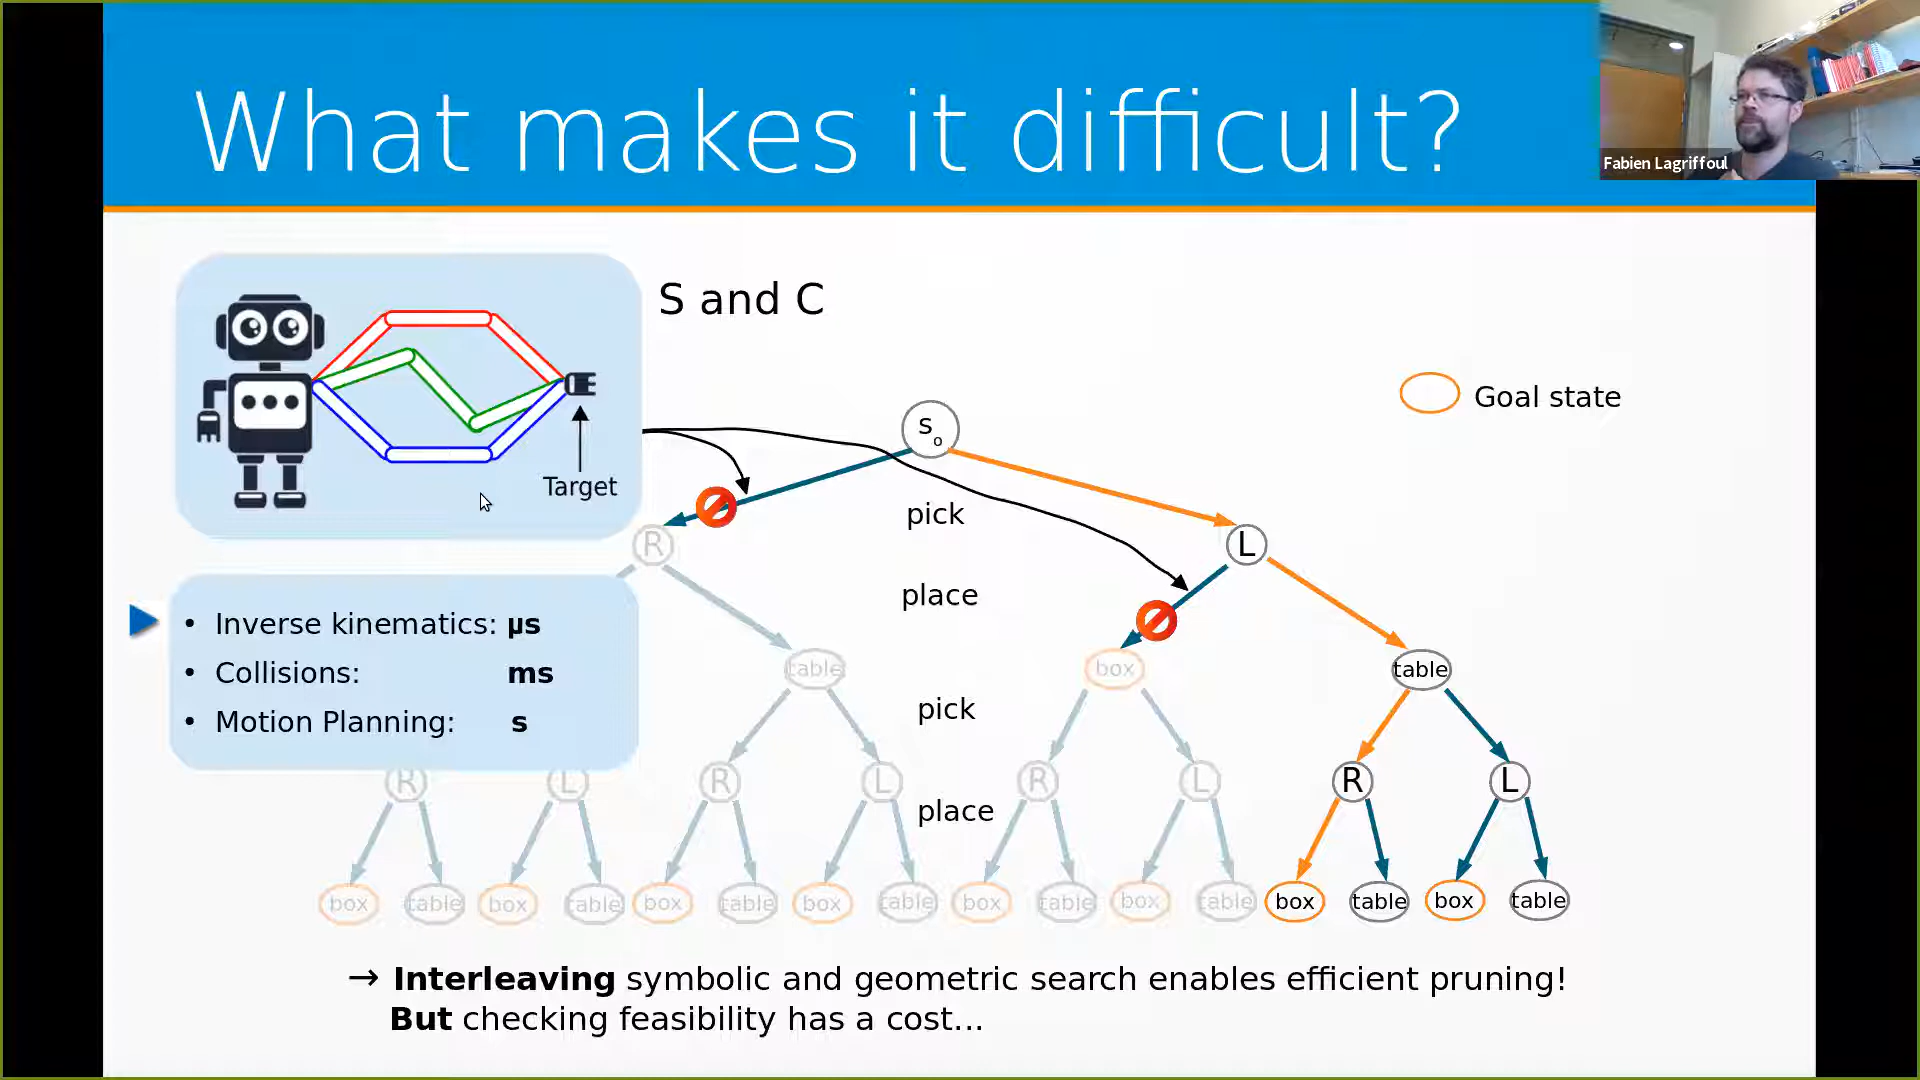 What makes it difficult?
Fabien Lagriffoul
S and C
Goal state
Target
s₀
pick
R
L
place
• Inverse kinematics: µs
• Collisions: ms
• Motion Planning: s
table
box
table
pick
R
L
R
L
R
L
R
L
place
box
table
box
table
box
table
box
table
box
table
box
table
box
table
box
table
→ Interleaving symbolic and geometric search enables efficient pruning!
But checking feasibility has a cost...